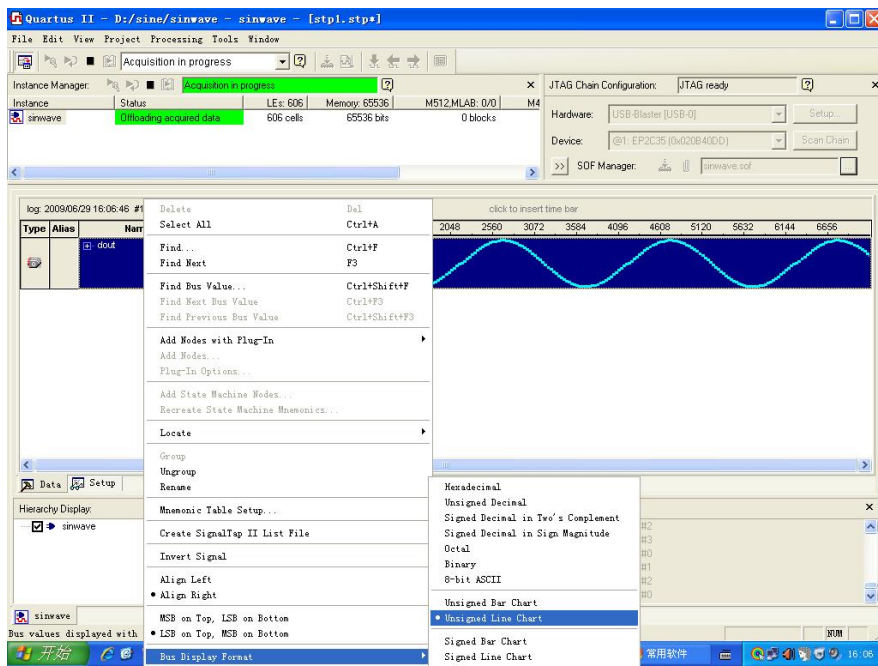 Quartus II - D:/sine/sinwave - sinwave - [stp1.stp*]
File Edit View Project Processing Tools Window
Acquisition in progress
Instance Manager: Acquisition in progress
JTAG Chain Configuration: JTAG ready
Instance Status LEs: 606 Memory: 65536 M512,MLAB: 0/0 M4
sinwave Offloading acquired data 606 cells 65536 bits 0 blocks
Hardware: USB-Blaster [USB-0] Setup...
Device: @1: EP2C35 (0x020B40DD) Scan Chain
>> SOF Manager: sinwave.sof
log: 2009/06/29 16:06:46 #1 click to insert time bar
Type Alias Nam 2048 2560 3072 3584 4096 4608 5120 5632 6144 6656
dout
Delete Del
Select All Ctrl+A
Find... Ctrl+F
Find Next F3
Find Bus Value... Ctrl+Shift+F
Find Next Bus Value Ctrl+F3
Find Previous Bus Value Ctrl+Shift+F3
Add Nodes with Plug-In
Add Nodes...
Plug-In Options...
Add State Machine Nodes...
Recreate State Machine Mnemonics...
Locate
Group
Ungroup
Rename
Mnemonic Table Setup...
Create SignalTap II List File
Invert Signal
Align Left
Align Right
MSB on Top, LSB on Bottom
LSB on Top, MSB on Bottom
Bus Display Format
Hexadecimal
Unsigned Decimal
Signed Decimal in Two's Complement
Signed Decimal in Sign Magnitude
Octal
Binary
8-bit ASCII
Unsigned Bar Chart
Unsigned Line Chart
Signed Bar Chart
Signed Line Chart
Data Setup
Hierarchy Display:
sinwave
#2
#3
#0
#1
#2
#0
sinwave
Bus values displayed with
NUM
开始
常用软件
16:06